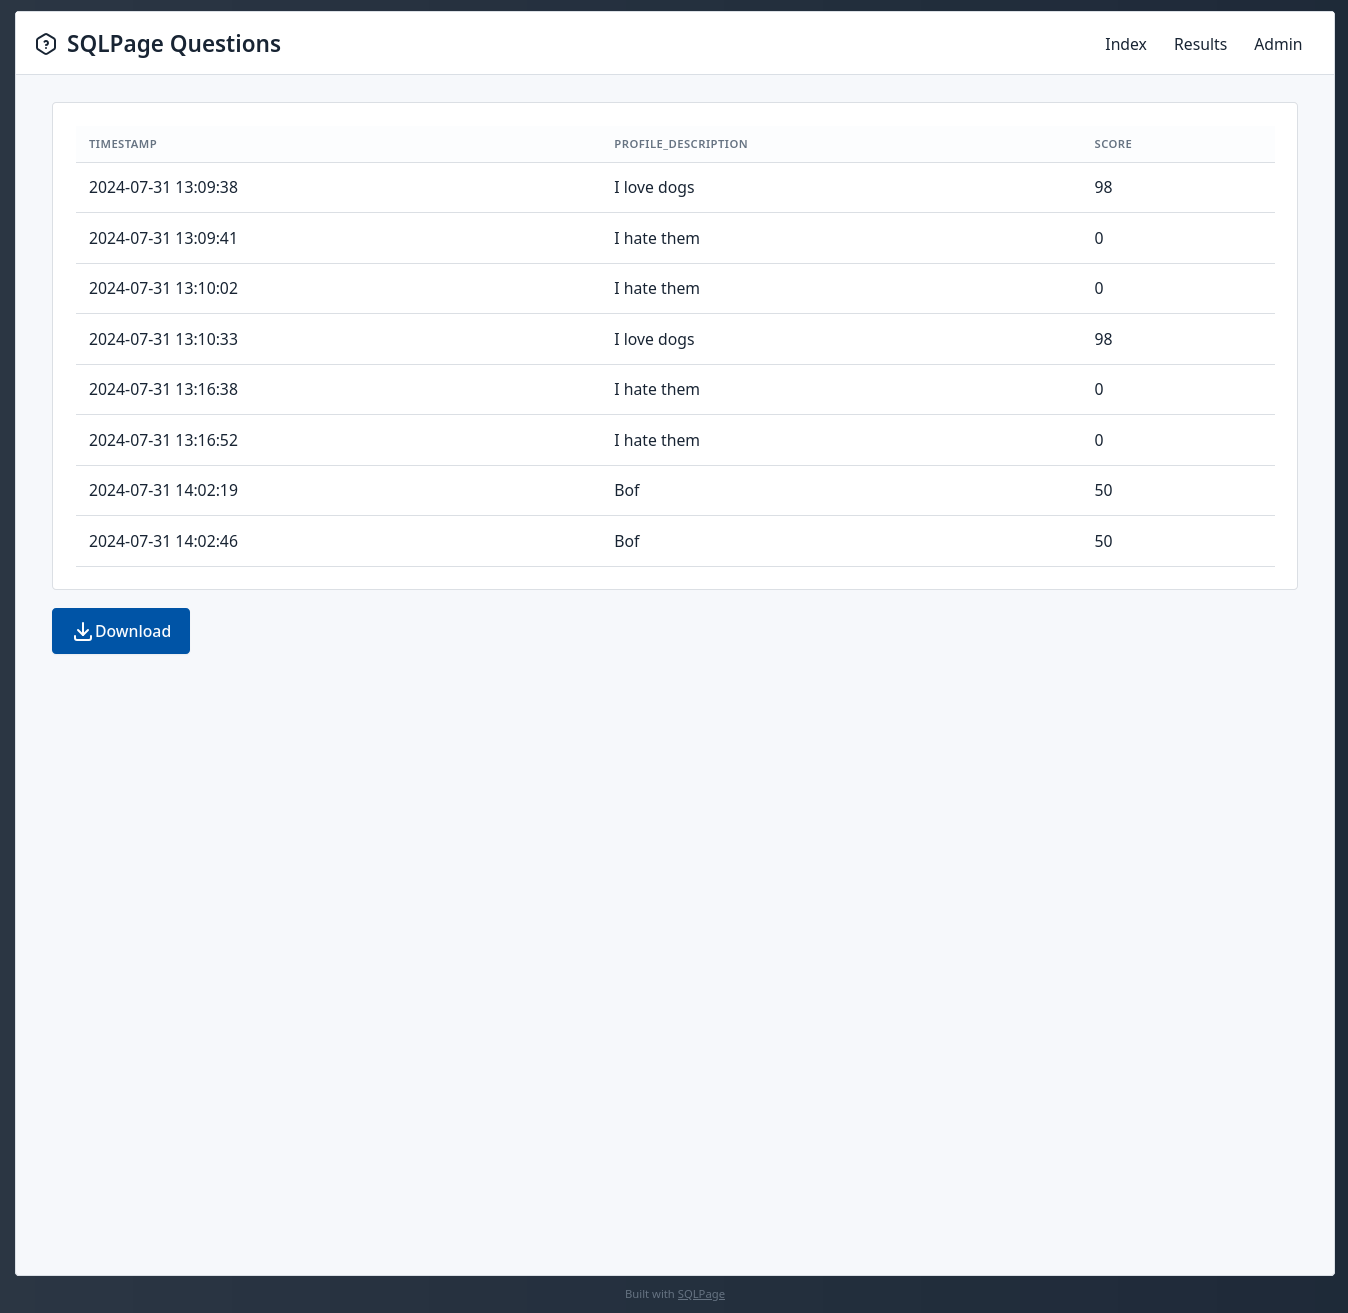 SQLPage Questions Index Results Admin
TIMESTAMP PROFILE_DESCRIPTION SCORE
2024-07-31 13:09:38 I love dogs 98
2024-07-31 13:09:41 I hate them 0
2024-07-31 13:10:02 I hate them 0
2024-07-31 13:10:33 I love dogs 98
2024-07-31 13:16:38 I hate them 0
2024-07-31 13:16:52 I hate them 0
2024-07-31 14:02:19 Bof 50
2024-07-31 14:02:46 Bof 50
Download
Built with SQLPage